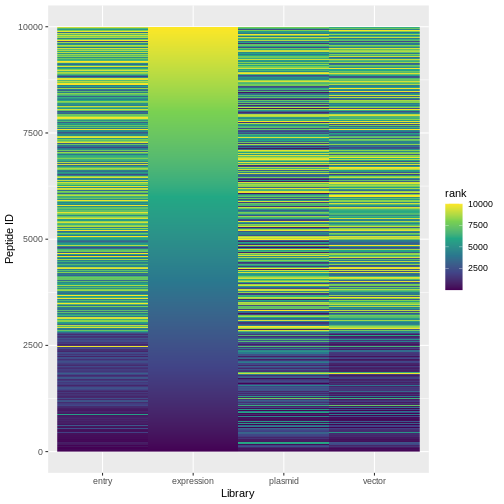 10000
7500
5000
2500
0
Peptide ID
entry
expression
plasmid
vector
Library
rank
10000
7500
5000
2500